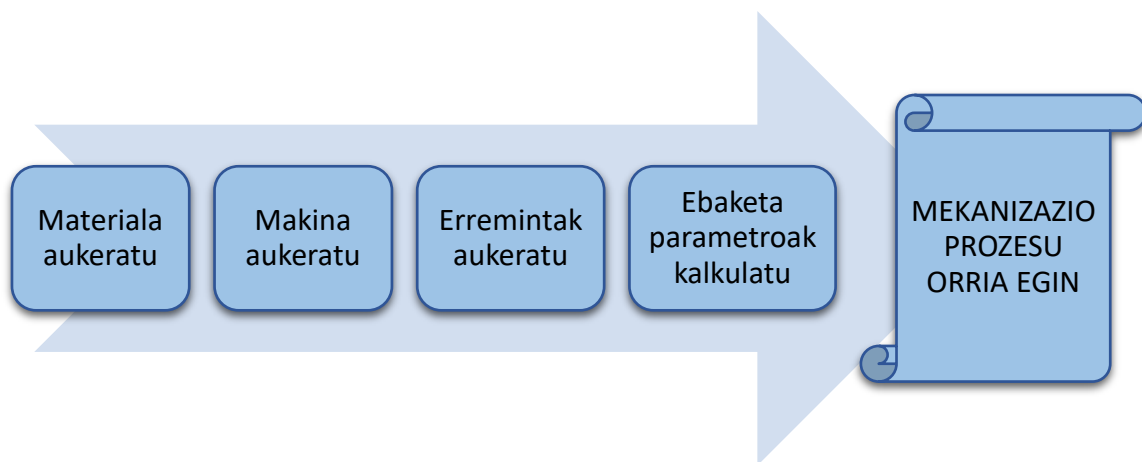 Materiala
aukeratu
Makina
aukeratu
Erremintak
aukeratu
Ebaketa
parametroak
kalkulatu
MEKANIZAZIO
PROZESU
ORRIA EGIN